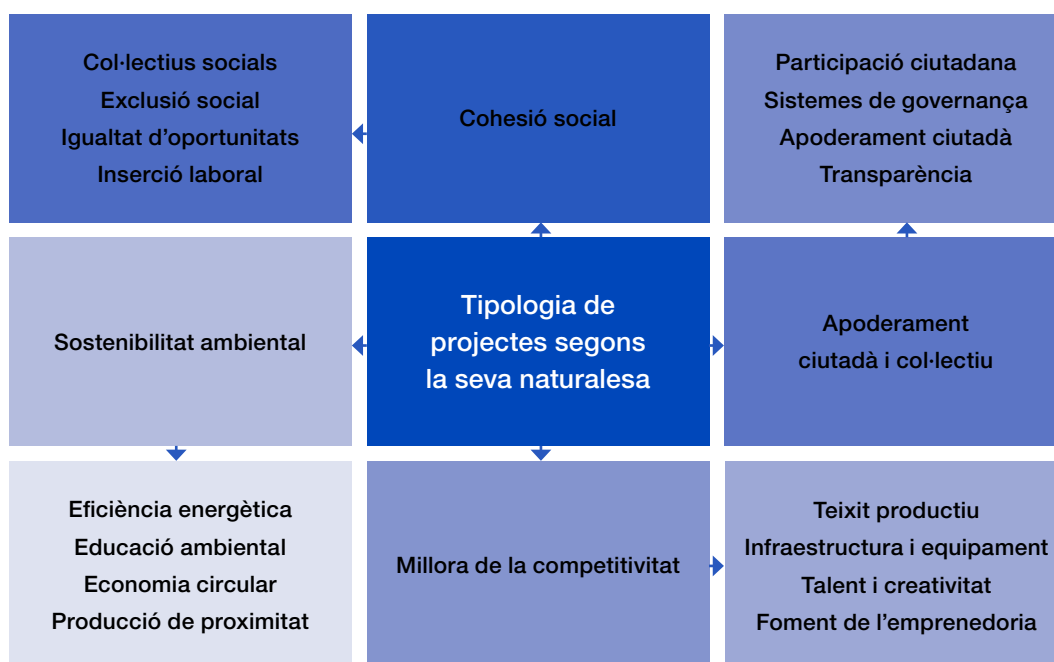 Col·lectius socials
Exclusió social
Igualtat d’oportunitats
Inserció laboral
Cohesió social
Participació ciutadana
Sistemes de governança
Apoderament ciutadà
Transparència
Sostenibilitat ambiental
Tipologia de
projectes segons
la seva naturalesa
Apoderament
ciutadà i col·lectiu
Eficiència energètica
Educació ambiental
Economia circular
Producció de proximitat
Millora de la competitivitat
Teixit productiu
Infraestructura i equipament
Talent i creativitat
Foment de l’emprenedoria